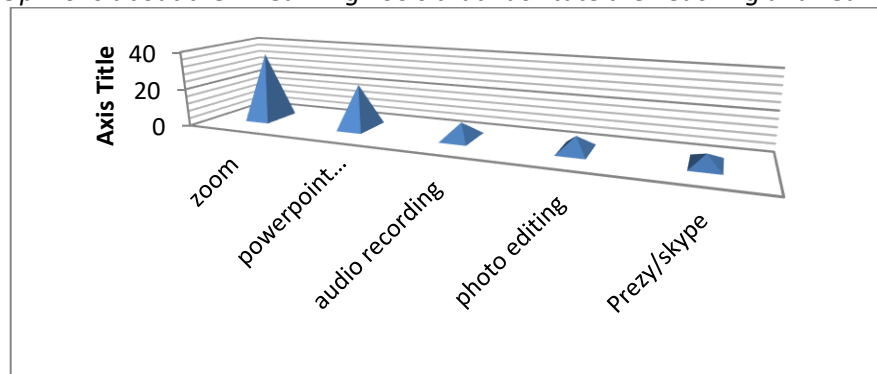 Axis Title
40
20
0
zoom
powerpoint...
audio recording
photo editing
Prezy/skype